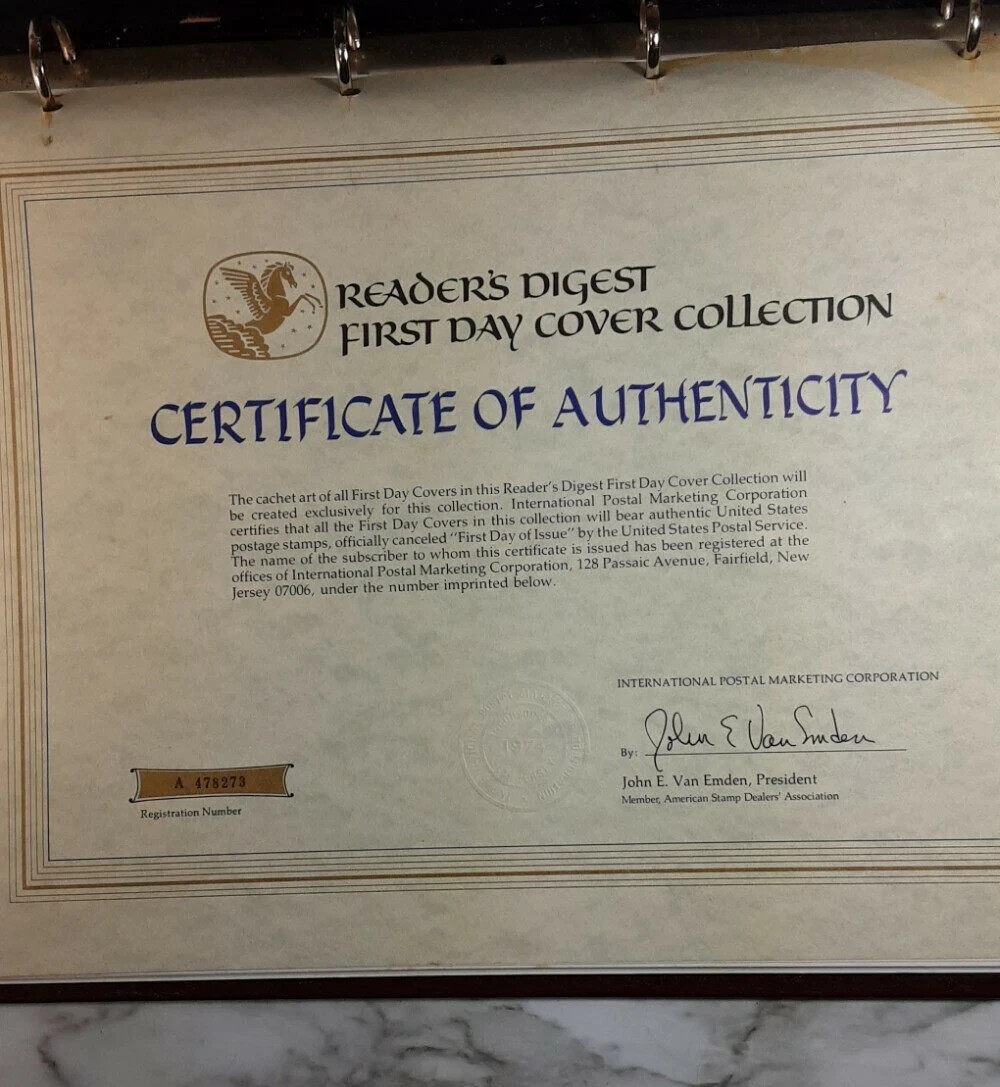 READER'S DIGEST
FIRST DAY COVER COLLECTION
CERTIFICATE OF AUTHENTICITY
The cachet art of all First Day Covers in this Reader's Digest First Day Cover Collection will
be created exclusively for this collection. International Postal Marketing Corporation
certifies that all the First Day Covers in this collection will bear authentic United States
postage stamps, officially canceled "First Day of Issue" by the United States Postal Service.
The name of the subscriber to whom this certificate is issued has been registered at the
offices of International Postal Marketing Corporation, 128 Passaic Avenue, Fairfield, New
Jersey 07006, under the number imprinted below.
INTERNATIONAL POSTAL MARKETING CORPORATION
1974
By: John E Van Emden
John E. Van Emden, President
Member, American Stamp Dealers' Association
A 478273
Registration Number